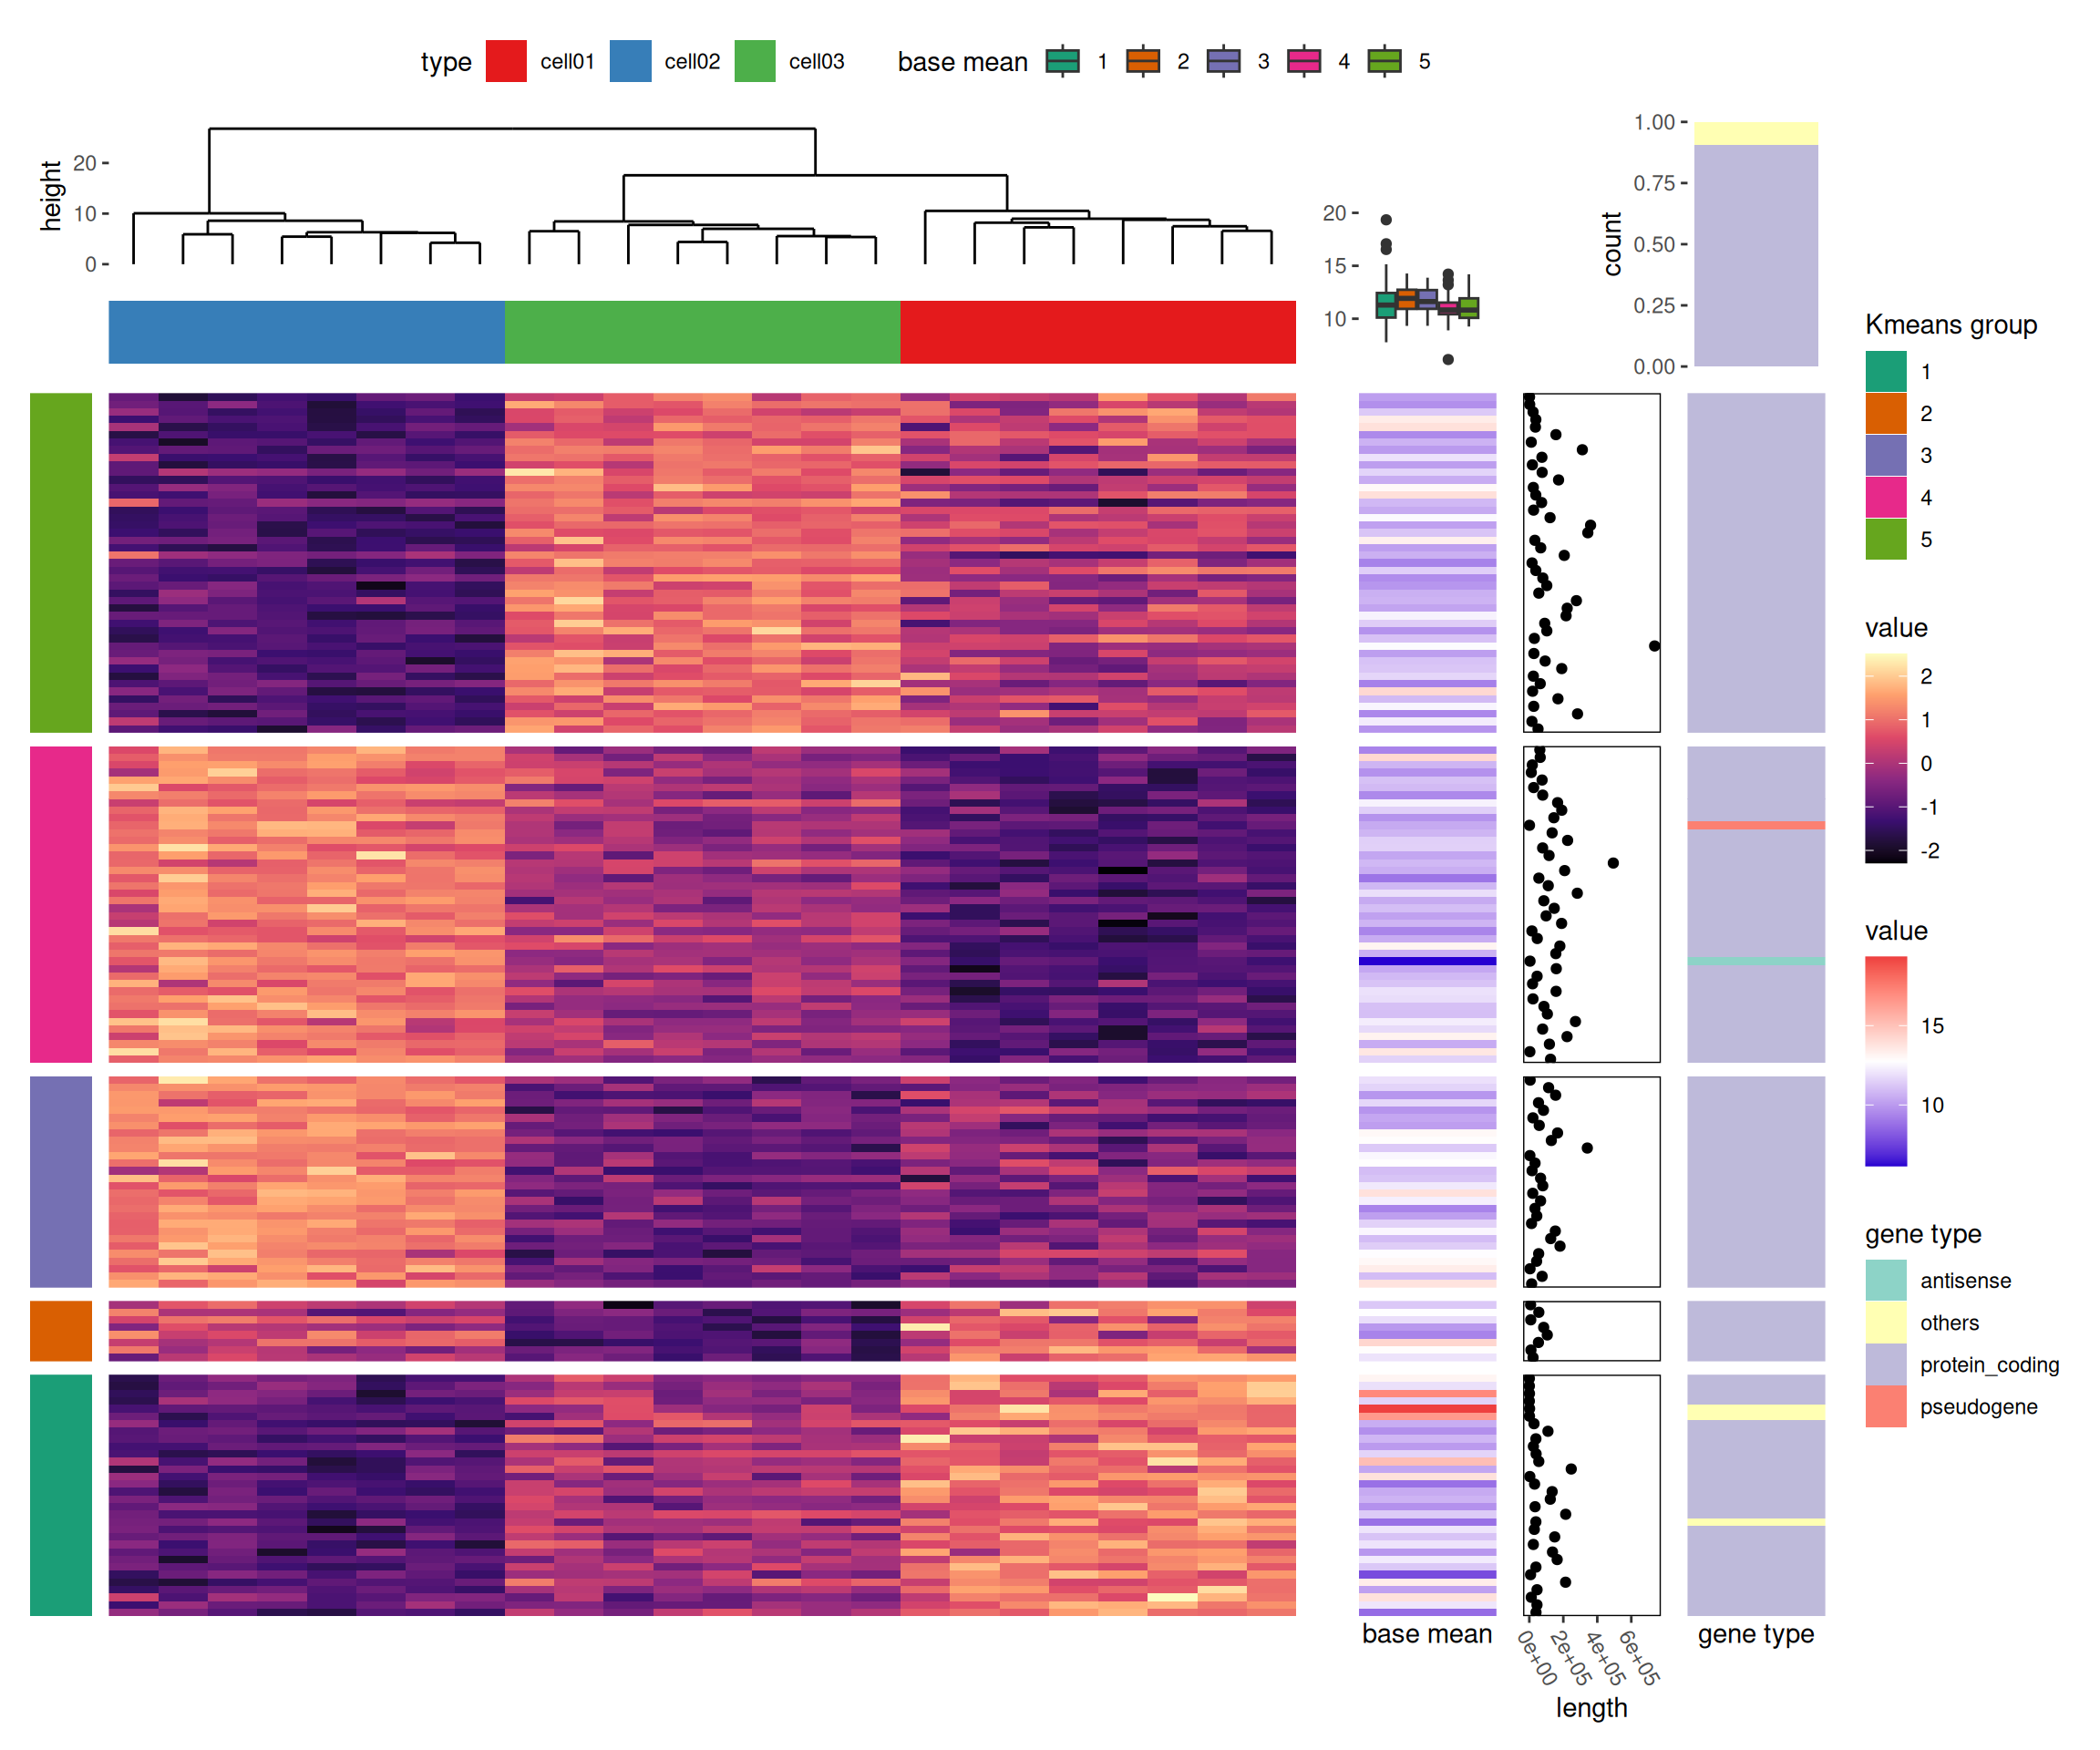 type cell01 cell02 cell03 base mean 1 2 3 4 5
height
20
10
0
20
15
10
count
1.00
0.75
0.50
0.25
0.00
Kmeans group
1
2
3
4
5
value
2
1
0
-1
-2
value
15
10
gene type
antisense
others
protein_coding
pseudogene
base mean
0e+00
2e+05
4e+05
6e+05
length
gene type